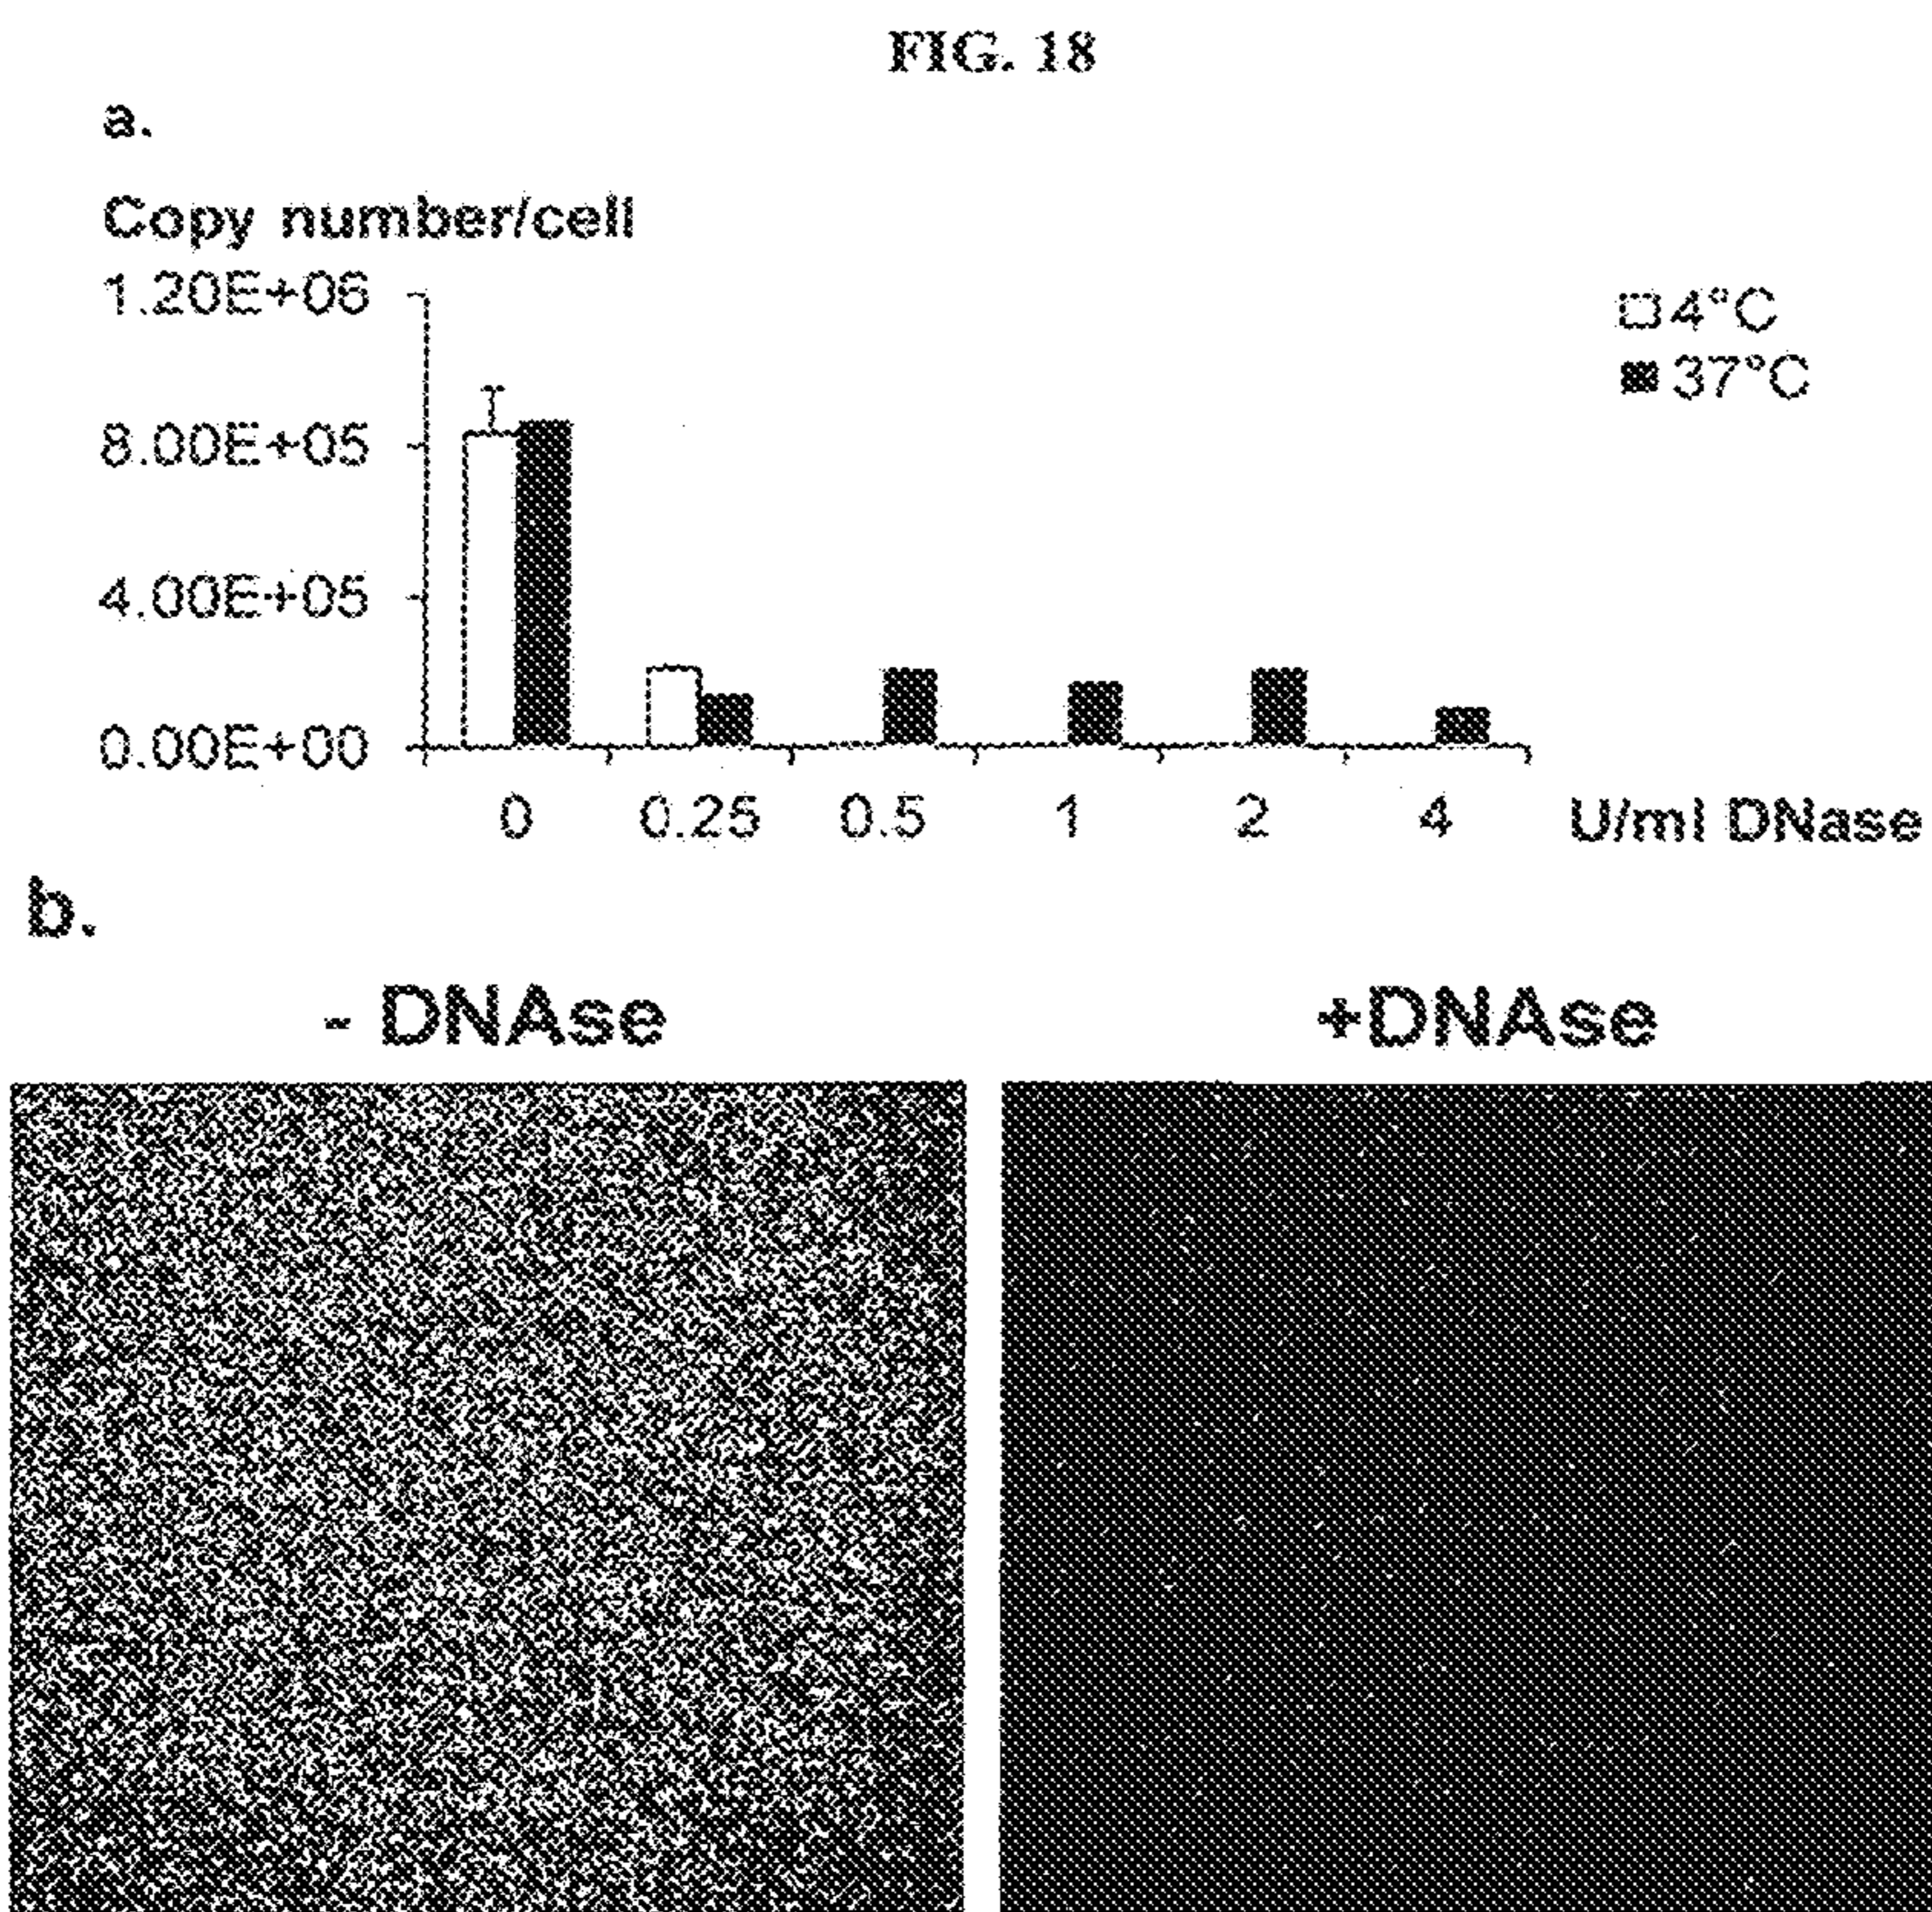 FIG. 18
a.
Copy number/cell
1.20E+06
4°C
37°C
8.00E+05
4.00E+05
0.00E+00
0 0.25 0.5 1 2 4 U/ml DNase
b.
- DNAse +DNAse